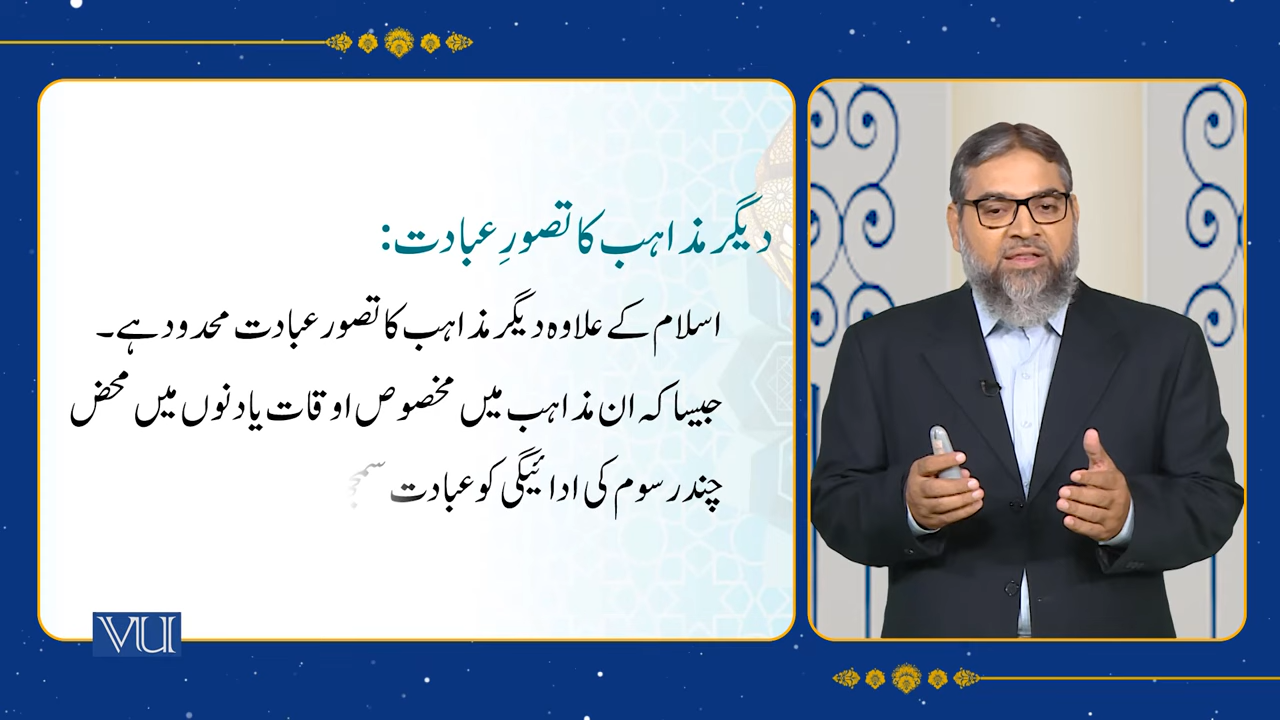 دیگر مذاہب کا تصورِ عبادت:
اسلام کے علاوہ دیگر مذاہب کا تصور عبادت محدود ہے۔
جیسا کہ ان مذاہب میں مخصوص اوقات یا دنوں میں محض
چند رسوم کی ادائیگی کو عبادت
VU